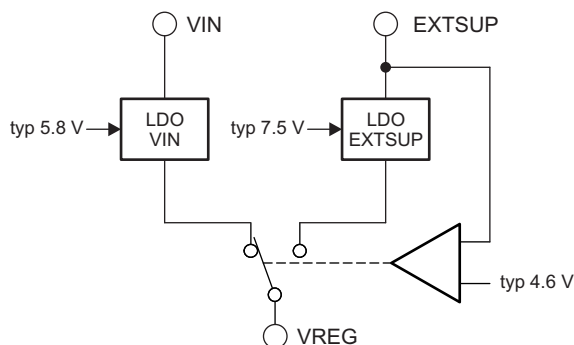 VIN
EXTSUP
LDO
VIN
typ 5.8 V
LDO
EXTSUP
typ 7.5 V
typ 4.6 V
VREG